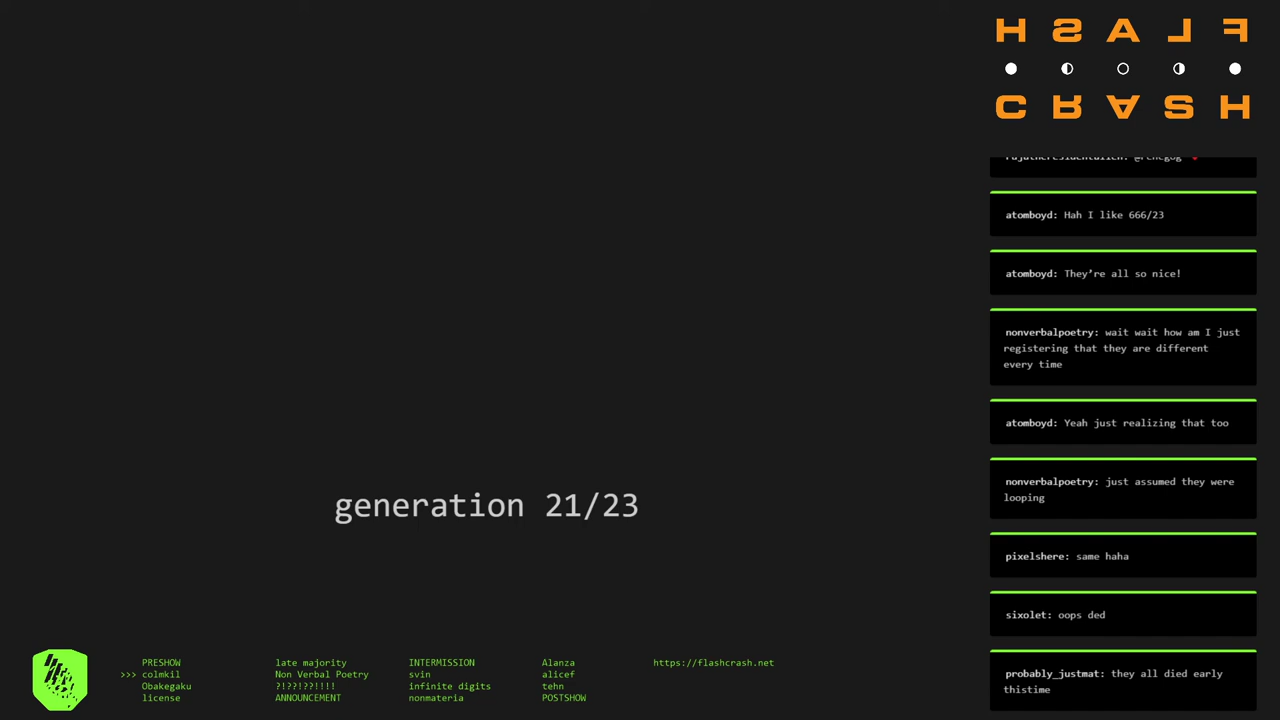 FLASH
CRASH
atomboyd: Hah I like 666/23
atomboyd: They're all so nice!
nonverbalpoetry: wait wait how am I just
registering that they are different
every time
atomboyd: Yeah just realizing that too
nonverbalpoetry: just assumed they were
looping
pixelshere: same haha
sixolet: oops ded
probably_justmat: they all died early
thistime
generation 21/23
PRESHOW
>>> colmkil
Obakegaku
license
late majority
Non Verbal Poetry
?!??!??!!!!
ANNOUNCEMENT
INTERMISSION
svin
infinite digits
nonmateria
Alanza
alicef
tehn
POSTSHOW
https://flashcrash.net